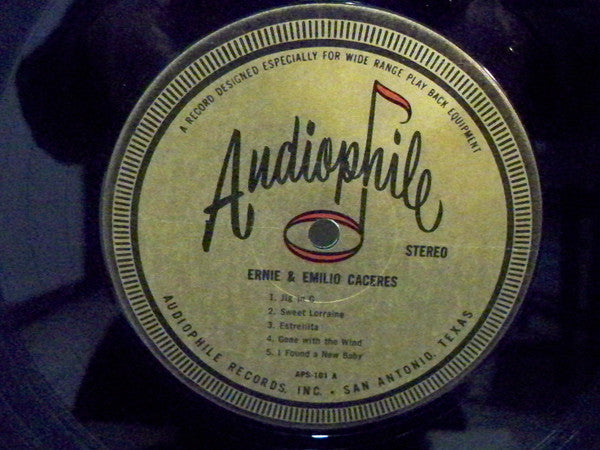 A RECORD DESIGNED ESPECIALLY FOR WIDE RANGE PLAY BACK EQUIPMENT
Audiophile
STEREO
ERNIE & EMILIO CACERES
1. Jig in G
2. Sweet Lorraine
3. Estrellita
4. Gone with the Wind
5. I Found a New Baby
APS-101 A
AUDIOPHILE RECORDS, INC. • SAN ANTONIO, TEXAS